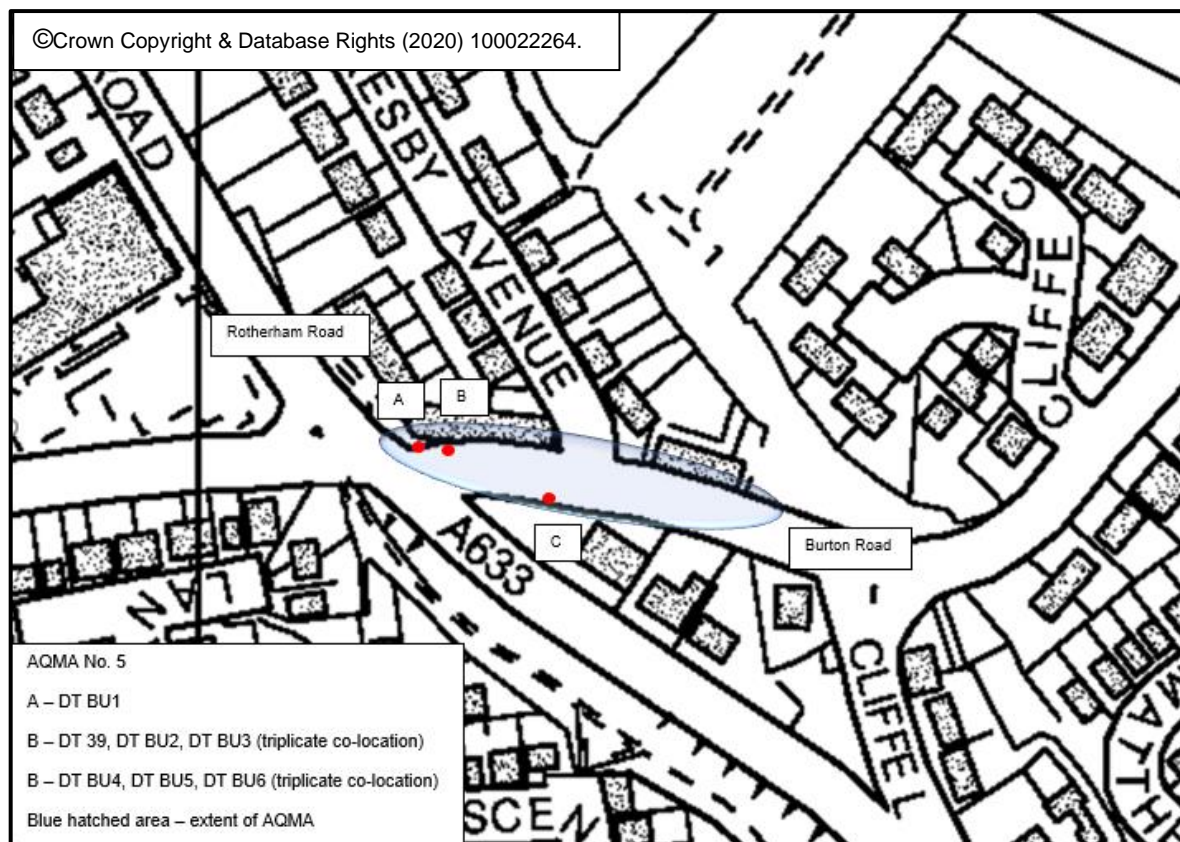 ©Crown Copyright & Database Rights (2020) 100022264.
ROAD
ESBY
AVENUE
CLIFFE
CT
Rotherham Road
A
B
C
A633
Burton Road
CLIFFE L
MATTH
SCEN
AQMA No. 5
A – DT BU1
B – DT 39, DT BU2, DT BU3 (triplicate co-location)
B – DT BU4, DT BU5, DT BU6 (triplicate co-location)
Blue hatched area – extent of AQMA